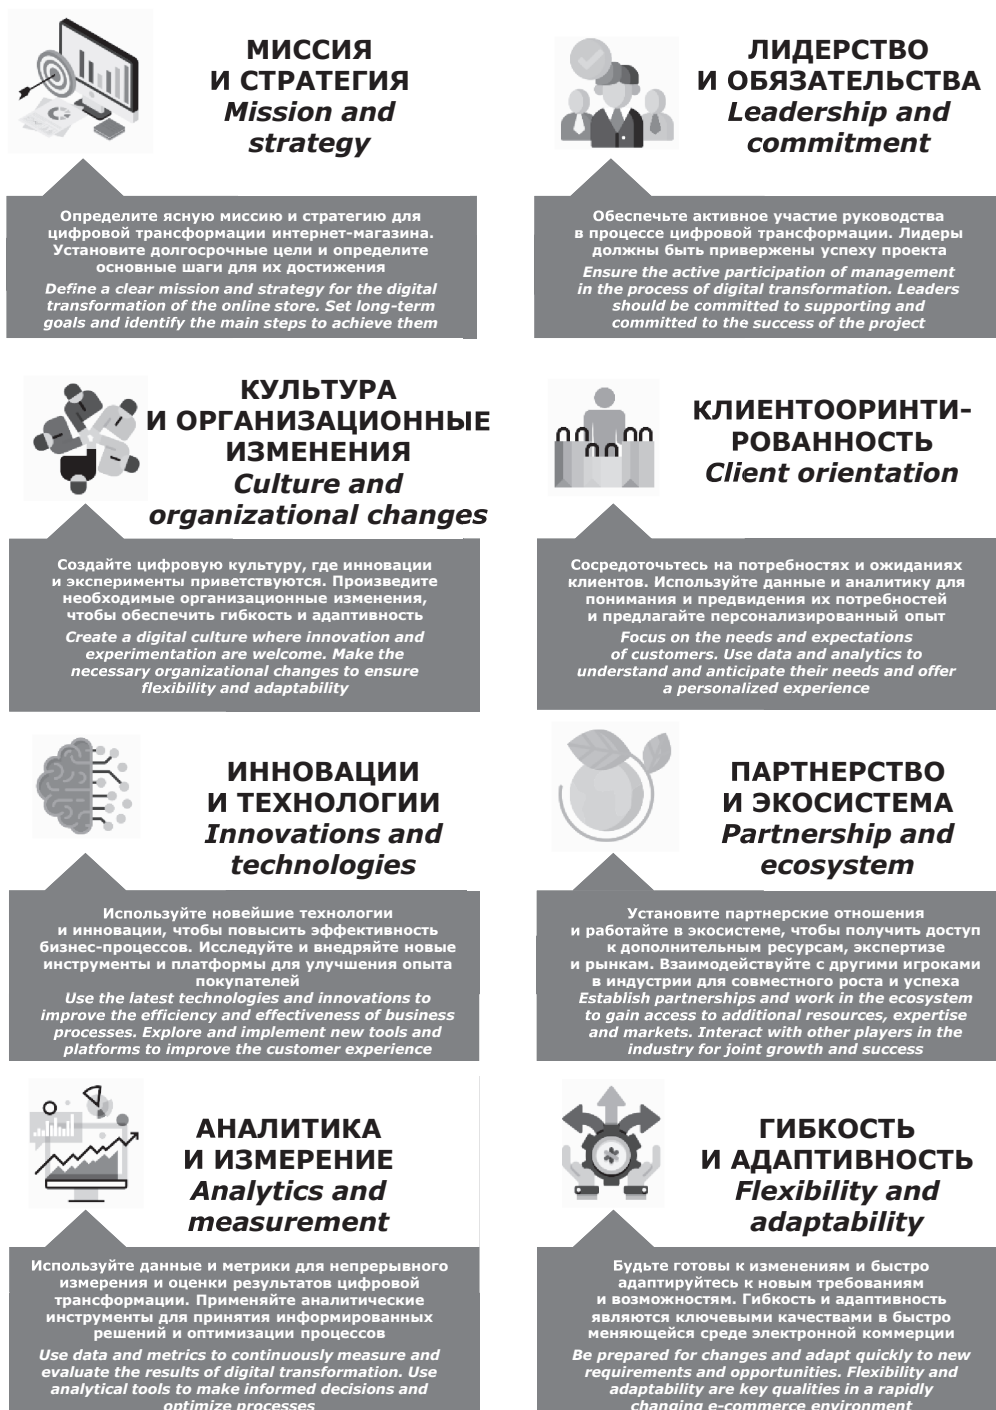 МИССИЯ
И СТРАТЕГИЯ
Mission and
strategy
Определите ясную миссию и стратегию для
цифровой трансформации интернет-магазина.
Установите долгосрочные цели и определите
основные шаги для их достижения
Define a clear mission and strategy for the digital
transformation of the online store. Set long-term
goals and identify the main steps to achieve them
ЛИДЕРСТВО
И ОБЯЗАТЕЛЬСТВА
Leadership and
commitment
Обеспечьте активное участие руководства
в процессе цифровой трансформации. Лидеры
должны быть привержены успеху проекта
Ensure the active participation of management
in the process of digital transformation. Leaders
should be committed to supporting and
committed to the success of the project
КУЛЬТУРА
И ОРГАНИЗАЦИОННЫЕ
ИЗМЕНЕНИЯ
Culture and
organizational changes
Создайте цифровую культуру, где инновации
и эксперименты приветствуются. Произведите
необходимые организационные изменения,
чтобы обеспечить гибкость и адаптивность
Create a digital culture where innovation and
experimentation are welcome. Make the
necessary organizational changes to ensure
flexibility and adaptability
КЛИЕНТООРИНТИ-
РОВАННОСТЬ
Client orientation
Сосредоточьтесь на потребностях и ожиданиях
клиентов. Используйте данные и аналитику для
понимания и предвидения их потребностей
и предлагайте персонализированный опыт
Focus on the needs and expectations
of customers. Use data and analytics to
understand and anticipate their needs and offer
a personalized experience
ИННОВАЦИИ
И ТЕХНОЛОГИИ
Innovations and
technologies
Используйте новейшие технологии
и инновации, чтобы повысить эффективность
бизнес-процессов. Исследуйте и внедряйте новые
инструменты и платформы для улучшения опыта
покупателей
Use the latest technologies and innovations to
improve the efficiency and effectiveness of business
processes. Explore and implement new tools and
platforms to improve the customer experience
ПАРТНЕРСТВО
И ЭКОСИСТЕМА
Partnership and
ecosystem
Установите партнерские отношения
и работайте в экосистеме, чтобы получить доступ
к дополнительным ресурсам, экспертизе
и рынкам. Взаимодействуйте с другими игроками
в индустрии для совместного роста и успеха
Establish partnerships and work in the ecosystem
to gain access to additional resources, expertise
and markets. Interact with other players in the
industry for joint growth and success
АНАЛИТИКА
И ИЗМЕРЕНИЕ
Analytics and
measurement
Используйте данные и метрики для непрерывного
измерения и оценки результатов цифровой
трансформации. Применяйте аналитические
инструменты для принятия информированных
решений и оптимизации процессов
Use data and metrics to continuously measure and
evaluate the results of digital transformation. Use
analytical tools to make informed decisions and
optimize processes
ГИБКОСТЬ
И АДАПТИВНОСТЬ
Flexibility and
adaptability
Будьте готовы к изменениям и быстро
адаптируйтесь к новым требованиям
и возможностям. Гибкость и адаптивность
являются ключевыми качествами в быстро
меняющейся среде электронной коммерции
Be prepared for changes and adapt quickly to new
requirements and opportunities. Flexibility and
adaptability are key qualities in a rapidly
changing e-commerce environment